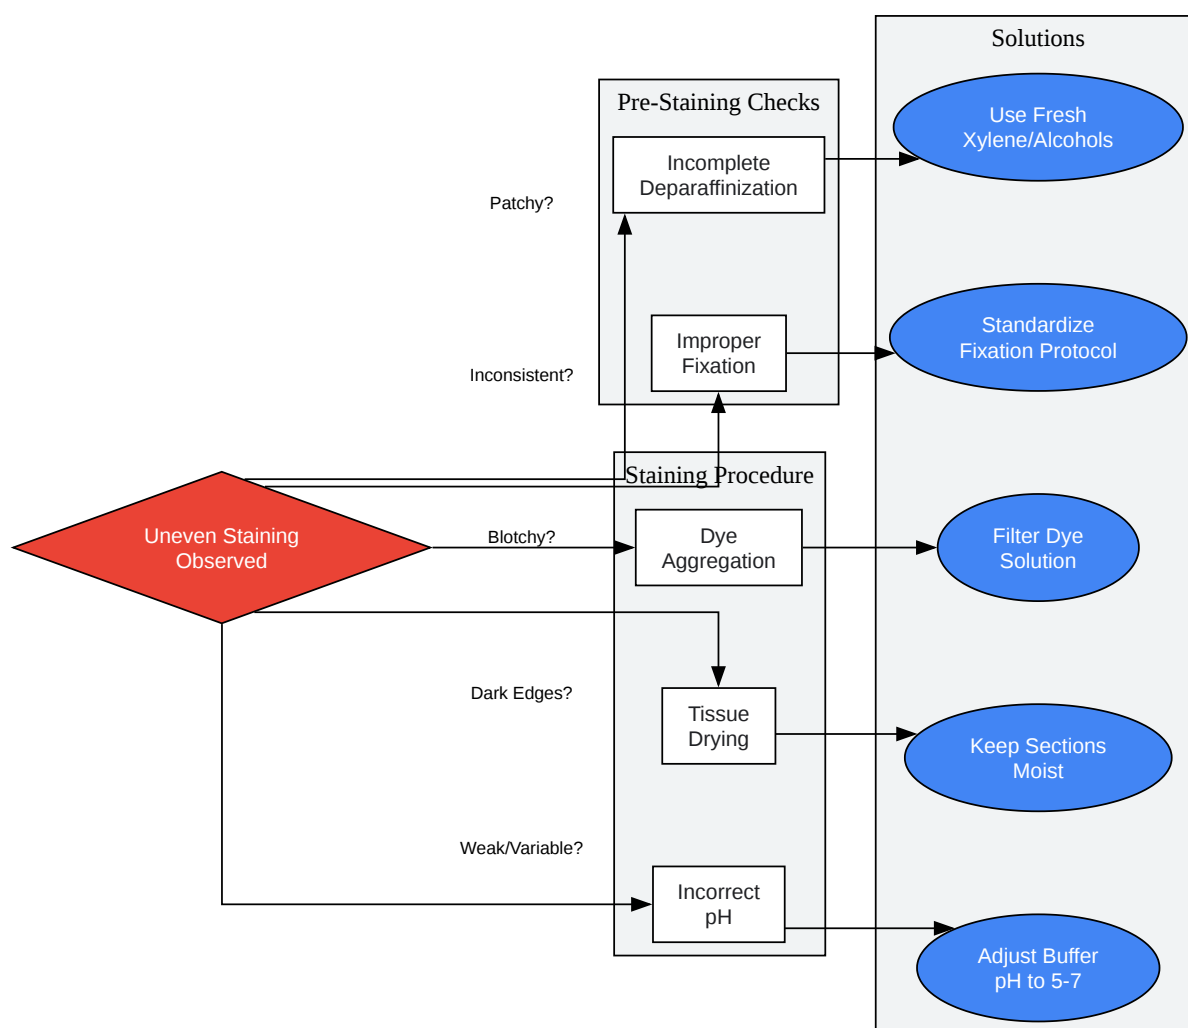 Solutions
Pre-Staining Checks
Use Fresh
Xylene/Alcohols
Incomplete
Deparaffinization
Patchy?
Standardize
Fixation Protocol
Improper
Fixation
Inconsistent?
Staining Procedure
Uneven Staining
Observed
Blotchy?
Dye
Aggregation
Filter Dye
Solution
Dark Edges?
Tissue
Drying
Keep Sections
Moist
Weak/Variable?
Incorrect
pH
Adjust Buffer
pH to 5-7